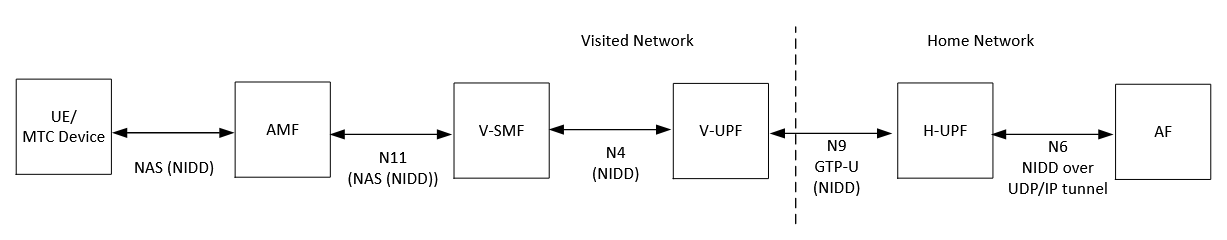 Visited Network
Home Network
UE/
MTC Device
NAS (NIDD)
AMF
N11
(NAS (NIDD))
V-SMF
N4
(NIDD)
V-UPF
N9
GTP-U
(NIDD)
H-UPF
N6
NIDD over
UDP/IP tunnel
AF